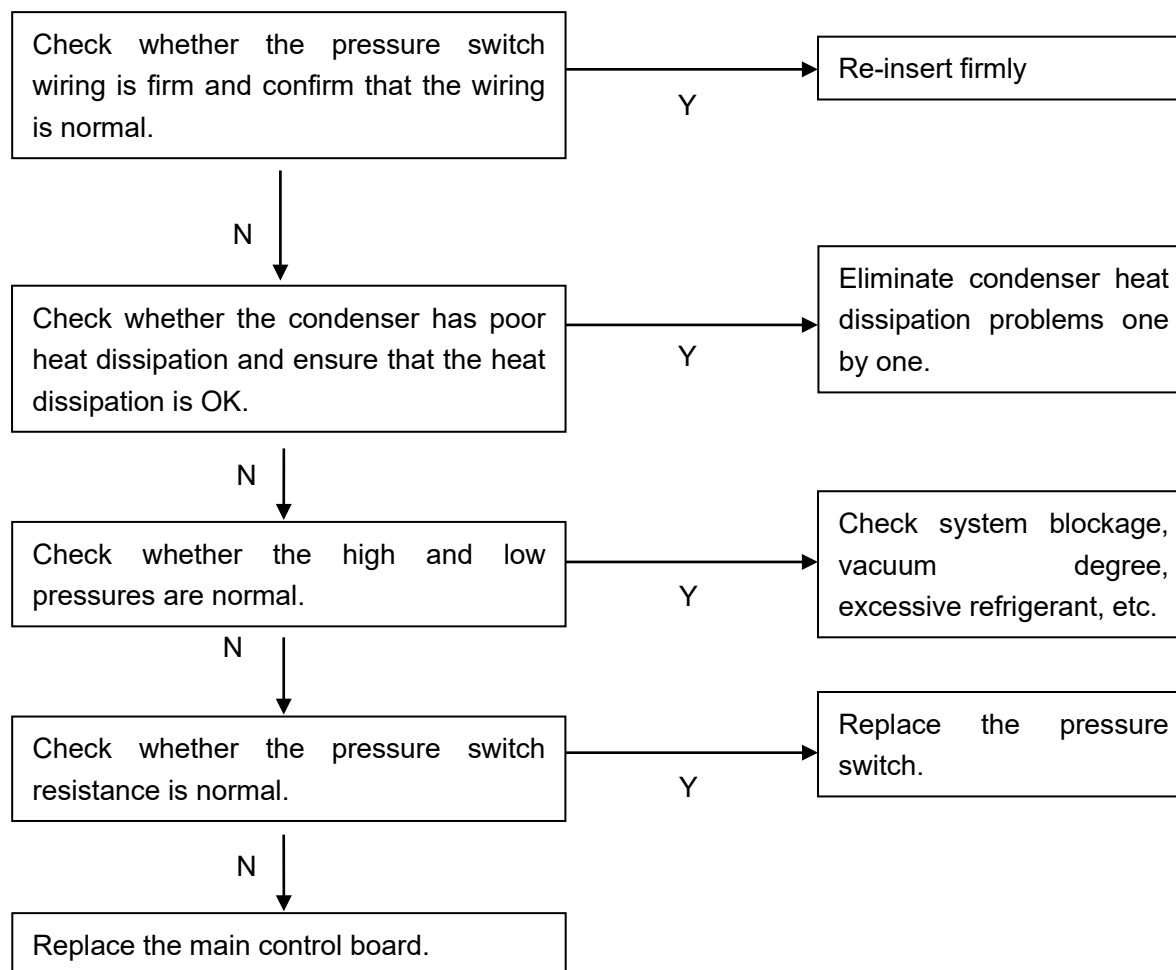 Check whether the pressure switch
wiring is firm and confirm that the wiring
is normal.
Re-insert firmly
Y
N
Check whether the condenser has poor
heat dissipation and ensure that the heat
dissipation is OK.
Eliminate condenser heat
dissipation problems one
by one.
Y
N
Check whether the high and low
pressures are normal.
Check system blockage,
vacuum degree,
excessive refrigerant, etc.
Y
N
Check whether the pressure switch
resistance is normal.
Replace the pressure
switch.
Y
N
Replace the main control board.